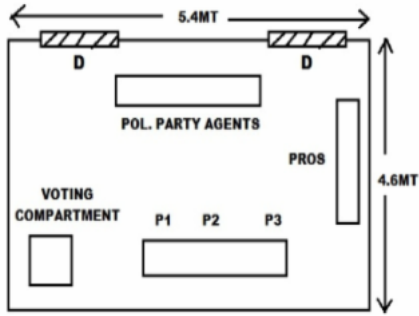 5.4MT
D
D
POL. PARTY AGENTS
PROS
4.6MT
VOTING
COMPARTMENT
P1 P2 P3